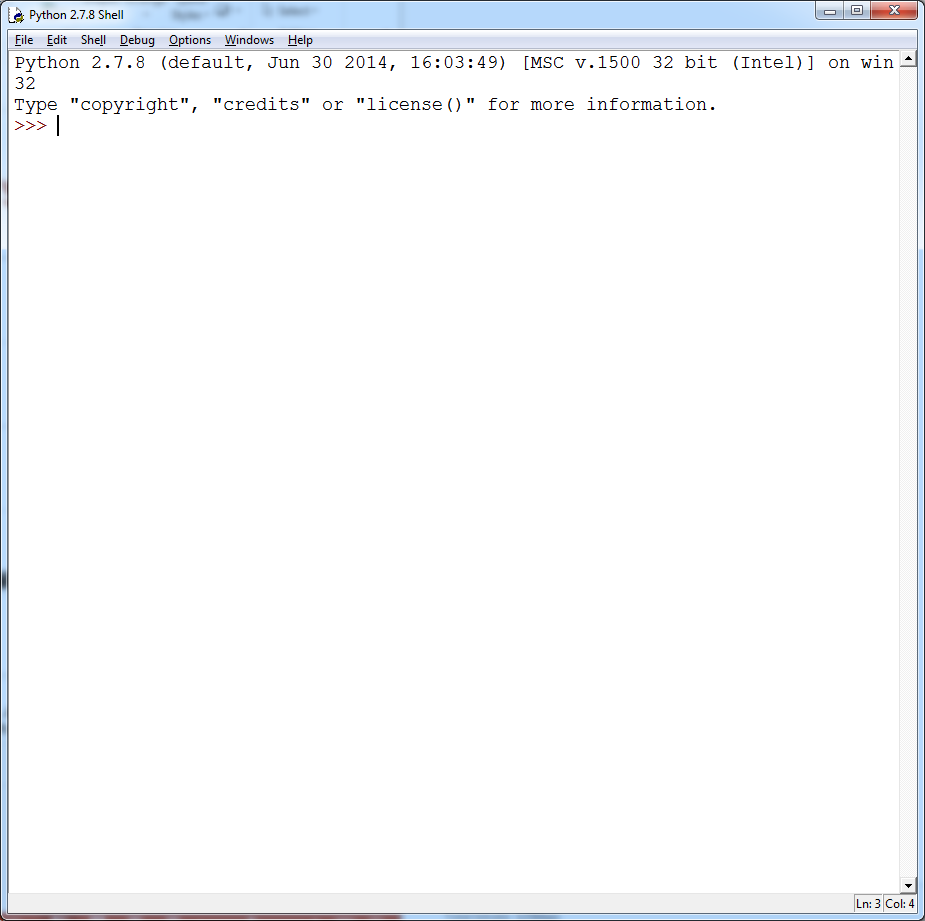 Python 2.7.8 Shell
File Edit Shell Debug Options Windows Help
Python 2.7.8 (default, Jun 30 2014, 16:03:49) [MSC v.1500 32 bit (Intel)] on win
32
Type "copyright", "credits" or "license()" for more information.
>>>
Ln: 3 Col: 4